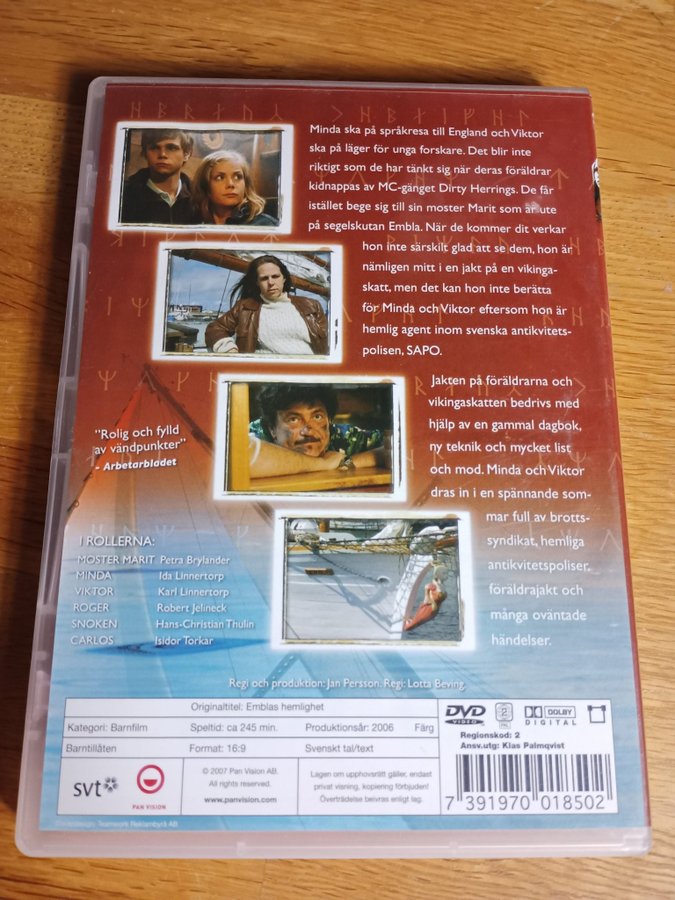 Minda ska på språkresa till England och Viktor
ska på läger för unga forskare. Det blir inte
riktigt som de har tänkt sig när deras föräldrar
kidnappas av MC-gänget Dirty Herrings. De får
istället bege sig till sin moster Marit som är ute
på segelskutan Embla. När de kommer dit verkar
hon inte särskilt glad att se dem, hon är
nämligen mitt i en jakt på en vikinga-
skatt, men det kan hon inte berätta
för Minda och Viktor eftersom hon är
hemlig agent inom svenska antikvitets-
polisen, SAPO.
Jakten på föräldrarna och
vikingaskatten bedrivs med
hjälp av en gammal dagbok,
ny teknik och mycket list
och mod. Minda och Viktor
dras in i en spännande som-
mar full av brotts-
syndikat, hemliga
antikvitetspoliser,
föräldrajakt och
många oväntade
händelser.
"Rolig och fylld
av vändpunkter"
- Arbetarbladet
I ROLLERNA:
MOSTER MARIT Petra Brylander
MINDA Ida Linnertorp
VIKTOR Karl Linnertorp
ROGER Robert Jelineck
SNOKEN Hans-Christian Thulin
CARLOS Isidor Torkar
Regi och produktion: Jan Persson. Regi: Lotta Beving.
Originaltitel: Emblas hemlighet
Kategori: Barnfilm Speltid: ca 245 min. Produktionsår: 2006 Färg
Barntillåten Format: 16:9 Svenskt tal/text
svt PAN VISION
© 2007 Pan Vision AB.
All rights reserved.
www.panvision.com
Lagen om upphovsrätt gäller, endast
privat visning, kopiering förbjuden!
Överträdelse beivras enligt lag.
DVD VIDEO 2 PAL DOLBY DIGITAL
Regionskod: 2
Ansv.utg: Klas Palmqvist
7 391970 018502
Teamwork Reklambyrå AB